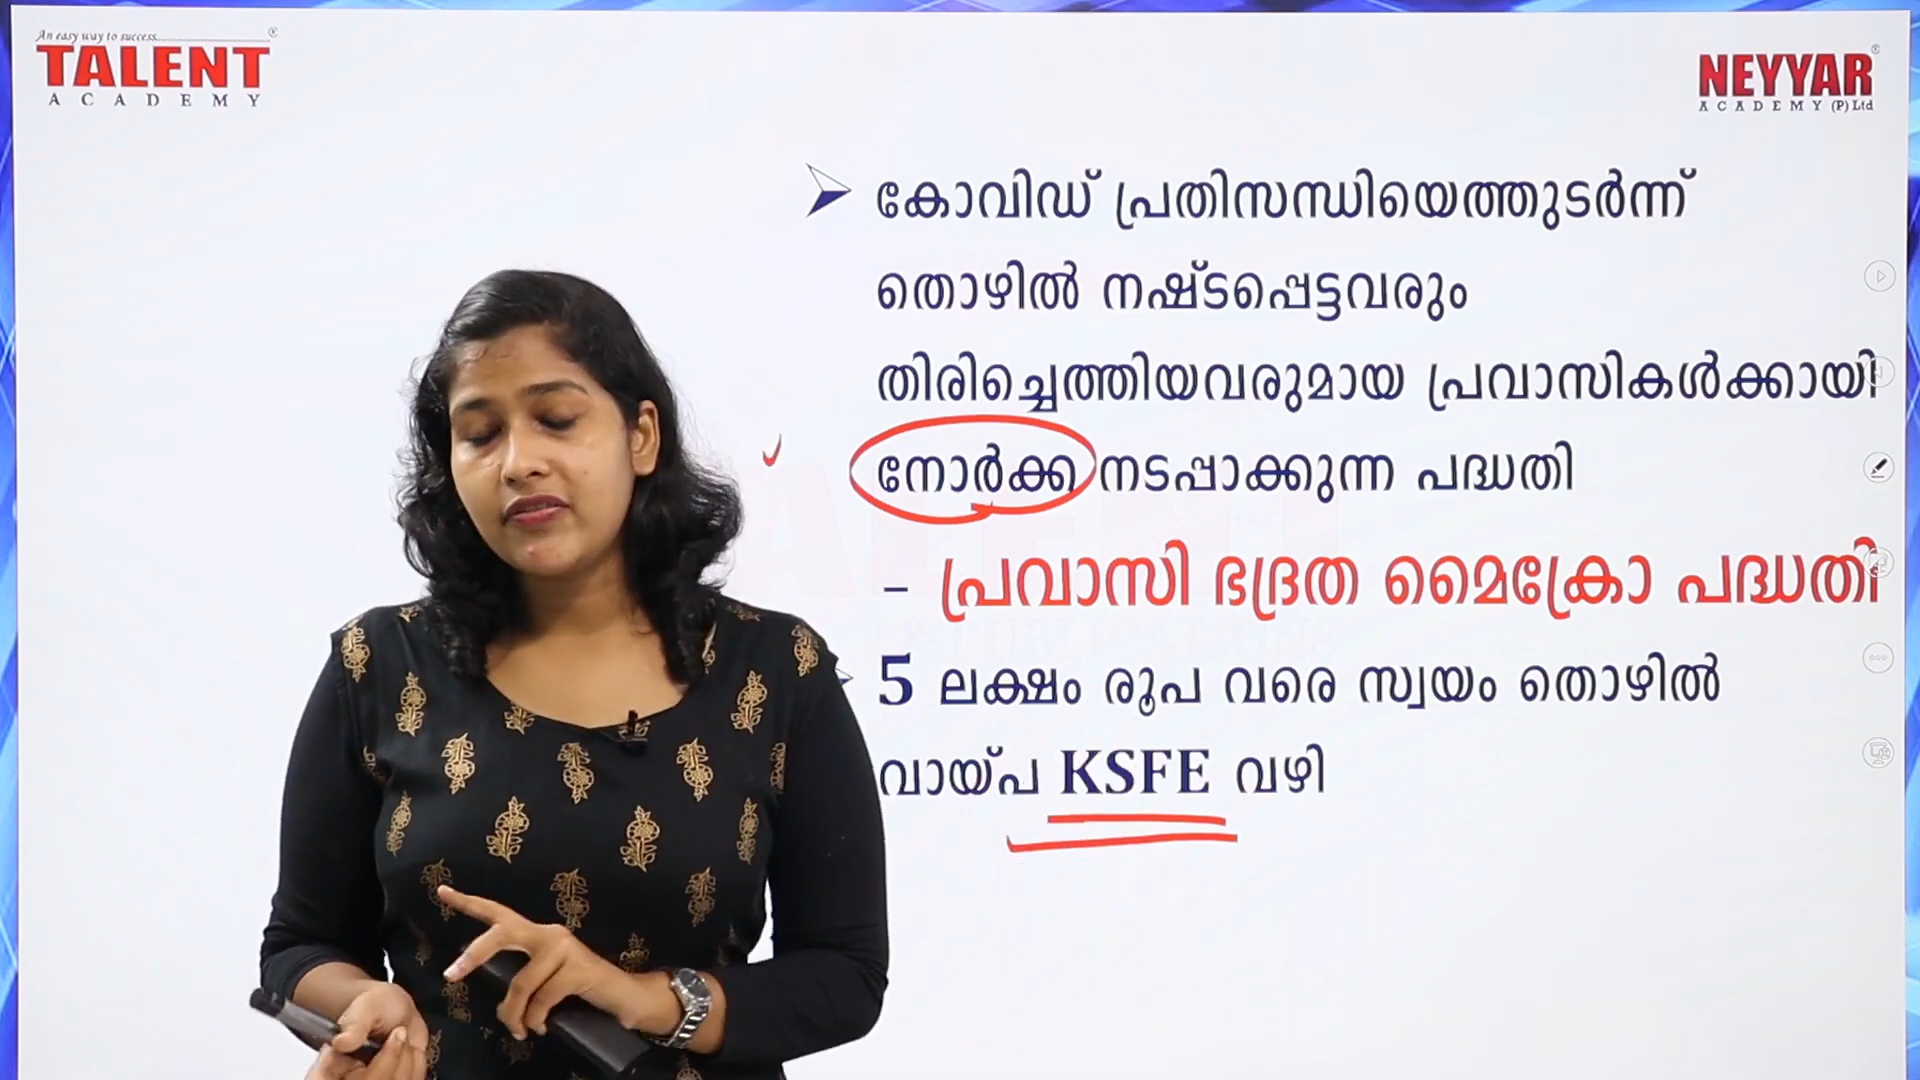 An easy way to success
TALENT
ACADEMY
NEYYAR
ACADEMY (P) Ltd
കോവിഡ് പ്രതിസന്ധിയെത്തുടർന്ന്
തൊഴിൽ നഷ്ടപ്പെട്ടവരും
തിരിച്ചെത്തിയവരുമായ പ്രവാസികൾക്കായി
നോർക്ക നടപ്പാക്കുന്ന പദ്ധതി
– പ്രവാസി ഭദ്രത മൈക്രോ പദ്ധതി
5 ലക്ഷം രൂപ വരെ സ്വയം തൊഴിൽ
വായ്പ KSFE വഴി